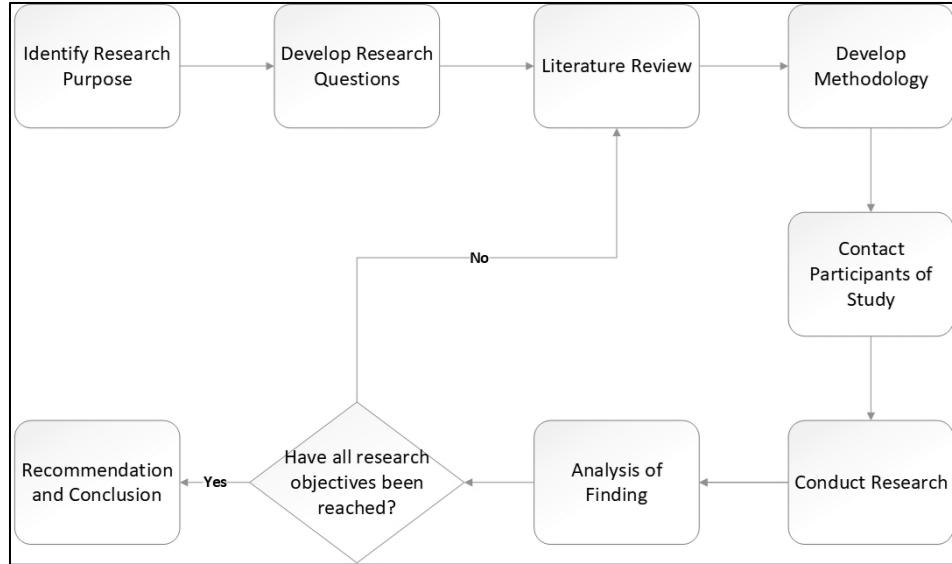 Identify Research
Purpose
Develop Research
Questions
Literature Review
Develop
Methodology
Contact
Participants of
Study
No
Conduct Research
Analysis of
Finding
Have all research
objectives been
reached?
Yes
Recommendation
and Conclusion